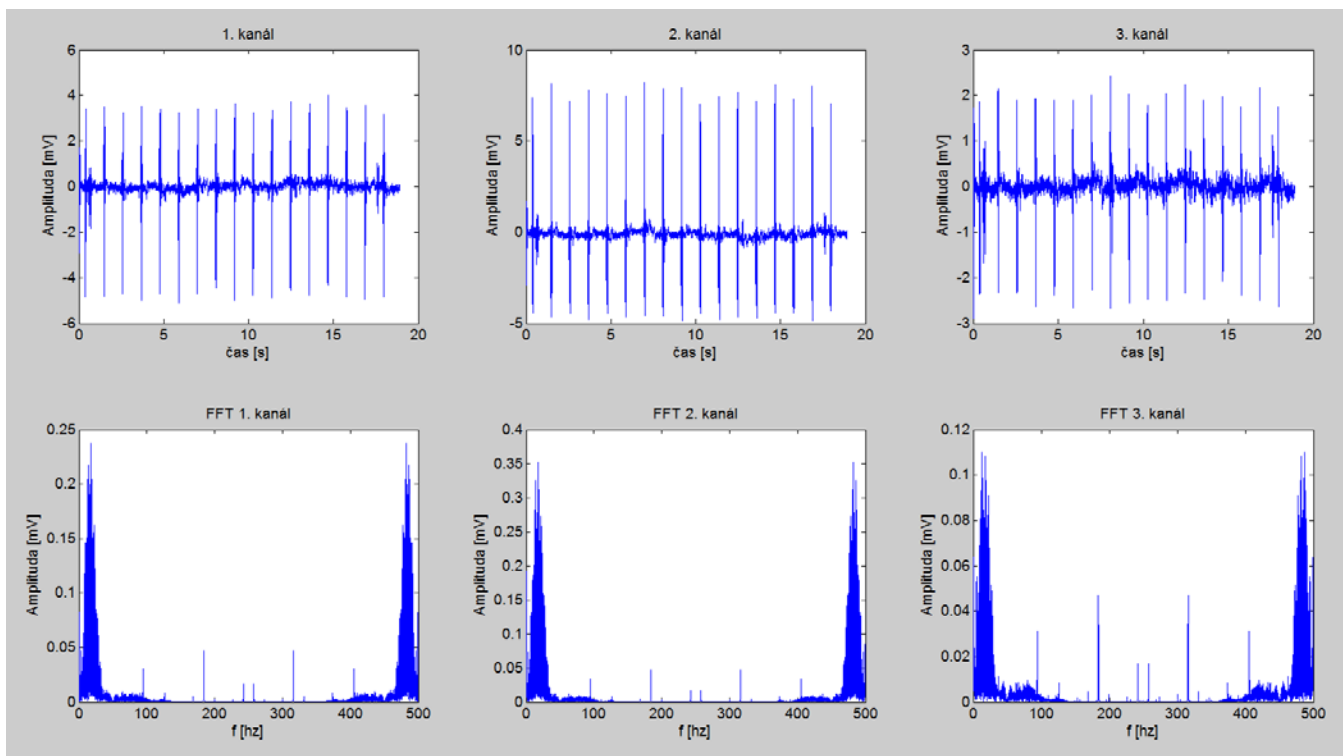 1. kanál
6
4
2
0
-2
-4
-6
Amplituda [mV]
0 5 10 15 20
čas [s]
2. kanál
10
5
0
-5
Amplituda [mV]
0 5 10 15 20
čas [s]
3. kanál
3
2
1
0
-1
-2
-3
Amplituda [mV]
0 5 10 15 20
čas [s]
FFT 1. kanál
0.25
0.2
0.15
0.1
0.05
0
Amplituda [mV]
0 100 200 300 400 500
f [hz]
FFT 2. kanál
0.4
0.35
0.3
0.25
0.2
0.15
0.1
0.05
0
Amplituda [mV]
0 100 200 300 400 500
f [hz]
FFT 3. kanál
0.12
0.1
0.08
0.06
0.04
0.02
0
Amplituda [mV]
0 100 200 300 400 500
f [hz]